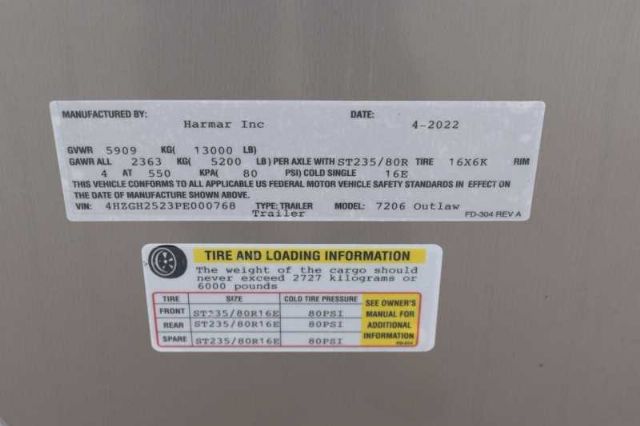 MANUFACTURED BY: DATE:
Harmar Inc 4-2022
GVWR 5909 KG( 13000 LB)
GAWR ALL 2363 KG( 5200 LB) PER AXLE WITH ST235/80R TIRE 16X6K RIM
4 AT 550 KPA( 80 PSI) COLD SINGLE 16E
THIS VEHICLE CONFORMS TO ALL APPLICABLE US FEDERAL MOTOR VEHICLE SAFETY STANDARDS IN EFFECT ON
THE DATE OF MANUFACTURE SHOWN ABOVE.
VIN: 4HZGH2523PE000768 TYPE: TRAILER MODEL: 7206 Outlaw
Trailer FD-304 REV A
TIRE AND LOADING INFORMATION
The weight of the cargo should
never exceed 2727 kilograms or
6000 pounds
TIRE SIZE COLD TIRE PRESSURE SEE OWNER'S
FRONT ST235/80R16E 80PSI MANUAL FOR
REAR ST235/80R16E 80PSI ADDITIONAL
SPARE ST235/80R16E 80PSI INFORMATION